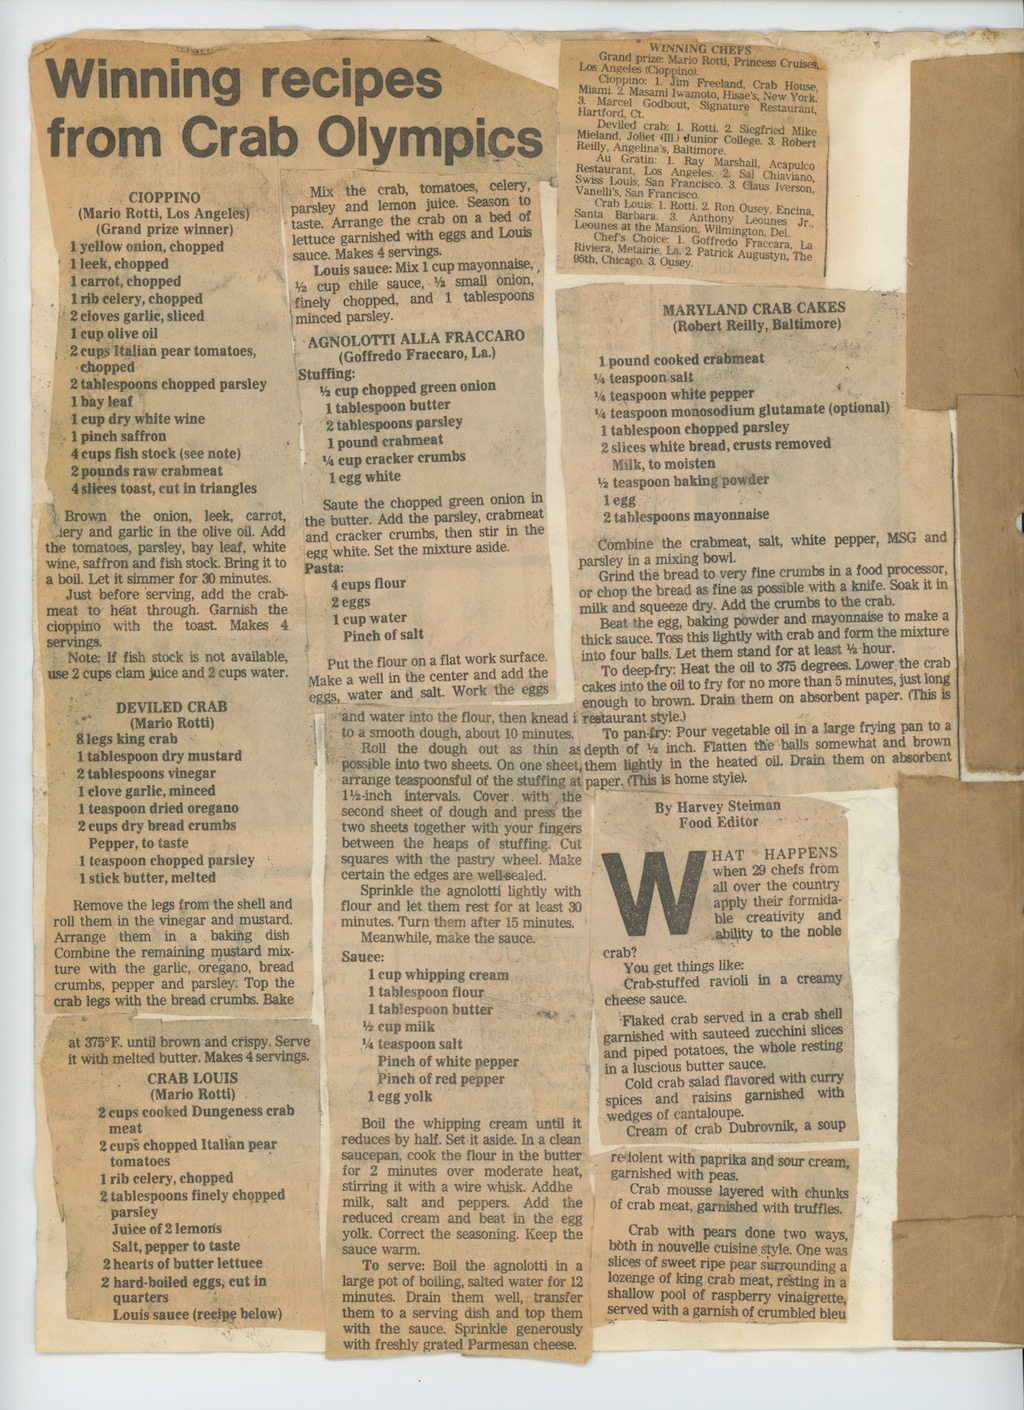 Winning recipes
from Crab Olympics
CIOPPINO
(Mario Rotti, Los Angeles)
(Grand prize winner)
1 yellow onion, chopped
1 leek, chopped
1 carrot, chopped
1 rib celery, chopped
2 cloves garlic, sliced
1 cup olive oil
2 cups Italian pear tomatoes,
chopped
2 tablespoons chopped parsley
1 bay leaf
1 cup dry white wine
1 pinch saffron
4 cups fish stock (see note)
2 pounds raw crabmeat
4 slices toast, cut in triangles
Brown the onion, leek, carrot,
lery and garlic in the olive oil. Add
the tomatoes, parsley, bay leaf, white
wine, saffron and fish stock. Bring it to
a boil. Let it simmer for 30 minutes.
Just before serving, add the crab-
meat to heat through. Garnish the
cioppino with the toast. Makes 4
servings.
Note: If fish stock is not available,
use 2 cups clam juice and 2 cups water.
DEVILED CRAB
(Mario Rotti)
8 legs king crab
1 tablespoon dry mustard
2 tablespoons vinegar
1 clove garlic, minced
1 teaspoon dried oregano
2 cups dry bread crumbs
Pepper, to taste
1 teaspoon chopped parsley
1 stick butter, melted
Remove the legs from the shell and
roll them in the vinegar and mustard.
Arrange them in a baking dish
Combine the remaining mustard mix-
ture with the garlic, oregano, bread
crumbs, pepper and parsley. Top the
crab legs with the bread crumbs. Bake
at 375°F. until brown and crispy. Serve
it with melted butter. Makes 4 servings.
CRAB LOUIS
(Mario Rotti)
2 cups cooked Dungeness crab
meat
2 cups chopped Italian pear
tomatoes
1 rib celery, chopped
2 tablespoons finely chopped
parsley
Juice of 2 lemons
Salt, pepper to taste
2 hearts of butter lettuce
2 hard-boiled eggs, cut in
quarters
Louis sauce (recipe below)
Mix the crab, tomatoes, celery,
parsley and lemon juice. Season to
taste. Arrange the crab on a bed of
lettuce garnished with eggs and Louis
sauce. Makes 4 servings.
Louis sauce: Mix 1 cup mayonnaise,
½ cup chile sauce, ½ small onion,
finely chopped, and 1 tablespoons
minced parsley.
AGNOLOTTI ALLA FRACCARO
(Goffredo Fraccaro, La.)
Stuffing:
½ cup chopped green onion
1 tablespoon butter
2 tablespoons parsley
1 pound crabmeat
¼ cup cracker crumbs
1 egg white
Saute the chopped green onion in
the butter. Add the parsley, crabmeat
and cracker crumbs, then stir in the
egg white. Set the mixture aside.
Pasta:
4 cups flour
2 eggs
1 cup water
Pinch of salt
Put the flour on a flat work surface.
Make a well in the center and add the
eggs, water and salt. Work the eggs
and water into the flour, then knead i
to a smooth dough, about 10 minutes.
Roll the dough out as thin as
possible into two sheets. On one sheet,
arrange teaspoonsful of the stuffing at
1½-inch intervals. Cover with the
second sheet of dough and press the
two sheets together with your fingers
between the heaps of stuffing. Cut
squares with the pastry wheel. Make
certain the edges are well-sealed.
Sprinkle the agnolotti lightly with
flour and let them rest for at least 30
minutes. Turn them after 15 minutes.
Meanwhile, make the sauce.
Sauce:
1 cup whipping cream
1 tablespoon flour
1 tablespoon butter
½ cup milk
¼ teaspoon salt
Pinch of white pepper
Pinch of red pepper
1 egg yolk
Boil the whipping cream until it
reduces by half. Set it aside. In a clean
saucepan, cook the flour in the butter
for 2 minutes over moderate heat,
stirring it with a wire whisk. Addhe
milk, salt and peppers. Add the
reduced cream and beat in the egg
yolk. Correct the seasoning. Keep the
sauce warm.
To serve: Boil the agnolotti in a
large pot of boiling, salted water for 12
minutes. Drain them well, transfer
them to a serving dish and top them
with the sauce. Sprinkle generously
with freshly grated Parmesan cheese.
WINNING CHEFS
Grand prize: Mario Rotti, Princess Cruises,
Los Angeles (Cioppino).
Cioppino: 1. Jim Freeland, Crab House,
Miami. 2. Masami Iwamoto, Hisae's, New York.
3. Marcel Godbout, Signature Restaurant,
Hartford, Ct.
Deviled crab: 1. Rotti. 2. Siegfried Mike
Mieland, Joliet (Ill.) Junior College. 3. Robert
Reilly, Angelina's, Baltimore.
Au Gratin: 1. Ray Marshall, Acapulco
Restaurant, Los Angeles. 2. Sal Chiaviano,
Swiss Louis, San Francisco. 3. Claus Iverson,
Vanelli's, San Francisco.
Crab Louis: 1. Rotti. 2. Ron Ousey, Encina,
Santa Barbara. 3. Anthony Leounes Jr.,
Leounes at the Mansion, Wilmington, Del.
Chef's Choice: 1. Goffredo Fraccara, La
Riviera, Metairie, La. 2. Patrick Augustyn, The
95th, Chicago. 3. Ousey.
MARYLAND CRAB CAKES
(Robert Reilly, Baltimore)
1 pound cooked crabmeat
¼ teaspoon salt
¼ teaspoon white pepper
¼ teaspoon monosodium glutamate (optional)
1 tablespoon chopped parsley
2 slices white bread, crusts removed
Milk, to moisten
½ teaspoon baking powder
1 egg
2 tablespoons mayonnaise
Combine the crabmeat, salt, white pepper, MSG and
parsley in a mixing bowl.
Grind the bread to very fine crumbs in a food processor,
or chop the bread as fine as possible with a knife. Soak it in
milk and squeeze dry. Add the crumbs to the crab.
Beat the egg, baking powder and mayonnaise to make a
thick sauce. Toss this lightly with crab and form the mixture
into four balls. Let them stand for at least ½ hour.
To deep-fry: Heat the oil to 375 degrees. Lower the crab
cakes into the oil to fry for no more than 5 minutes, just long
enough to brown. Drain them on absorbent paper. (This is
restaurant style.)
To pan-fry: Pour vegetable oil in a large frying pan to a
depth of ½ inch. Flatten the balls somewhat and brown
them lightly in the heated oil. Drain them on absorbent
paper. (This is home style).
By Harvey Steiman
Food Editor
WHAT HAPPENS
when 29 chefs from
all over the country
apply their formida-
ble creativity and
ability to the noble
crab?
You get things like:
Crab-stuffed ravioli in a creamy
cheese sauce.
Flaked crab served in a crab shell
garnished with sauteed zucchini slices
and piped potatoes, the whole resting
in a luscious butter sauce.
Cold crab salad flavored with curry
spices and raisins garnished with
wedges of cantaloupe.
Cream of crab Dubrovnik, a soup
redolent with paprika and sour cream,
garnished with peas.
Crab mousse layered with chunks
of crab meat, garnished with truffles.
Crab with pears done two ways,
both in nouvelle cuisine style. One was
slices of sweet ripe pear surrounding a
lozenge of king crab meat, resting in a
shallow pool of raspberry vinaigrette,
served with a garnish of crumbled bleu